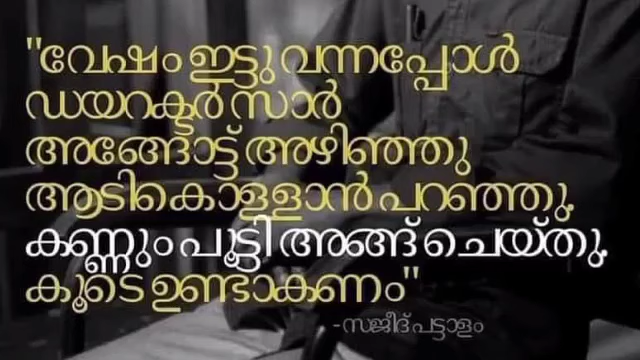 "വേഷം ഇട്ടു വന്നപ്പോൾ
ഡയറക്ടർ സാർ
അങ്ങോട്ട് അഴിഞ്ഞു
ആടികൊള്ളാൻ പറഞ്ഞു.
കണ്ണും പൂട്ടി അങ്ങ് ചെയ്തു.
കൂടെ ഉണ്ടാകണം"
-സജീദ് പട്ടാളം